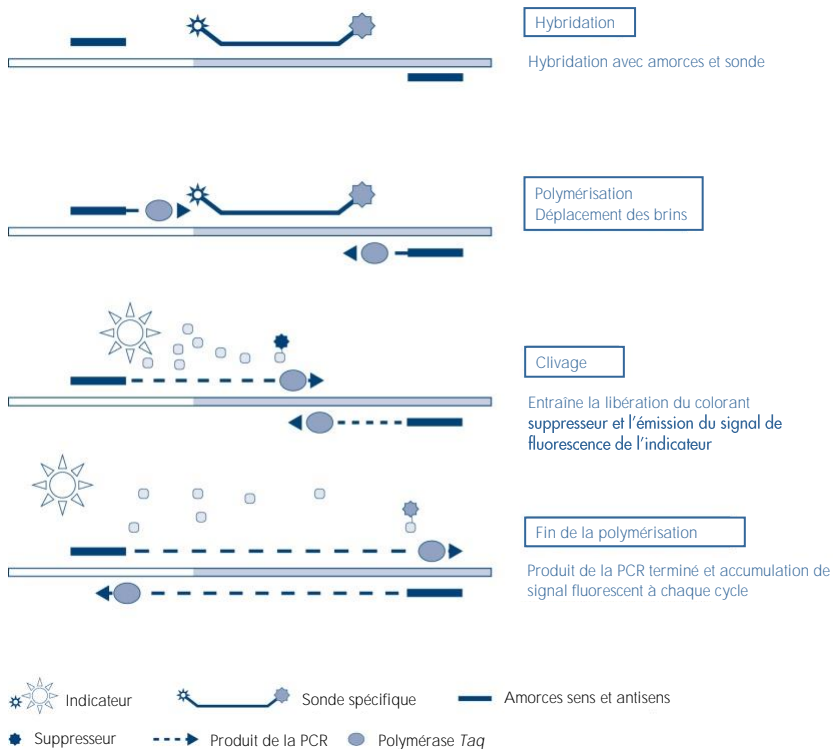 Hybridation
Hybridation avec amorces et sonde
Polymérisation
Déplacement des brins
Clivage
Entraîne la libération du colorant
suppresseur et l'émission du signal de
fluorescence de l'indicateur
Fin de la polymérisation
Produit de la PCR terminé et accumulation de
signal fluorescent à chaque cycle
Indicateur
Sonde spécifique
Amorces sens et antisens
Suppresseur
Produit de la PCR
Polymérase Taq